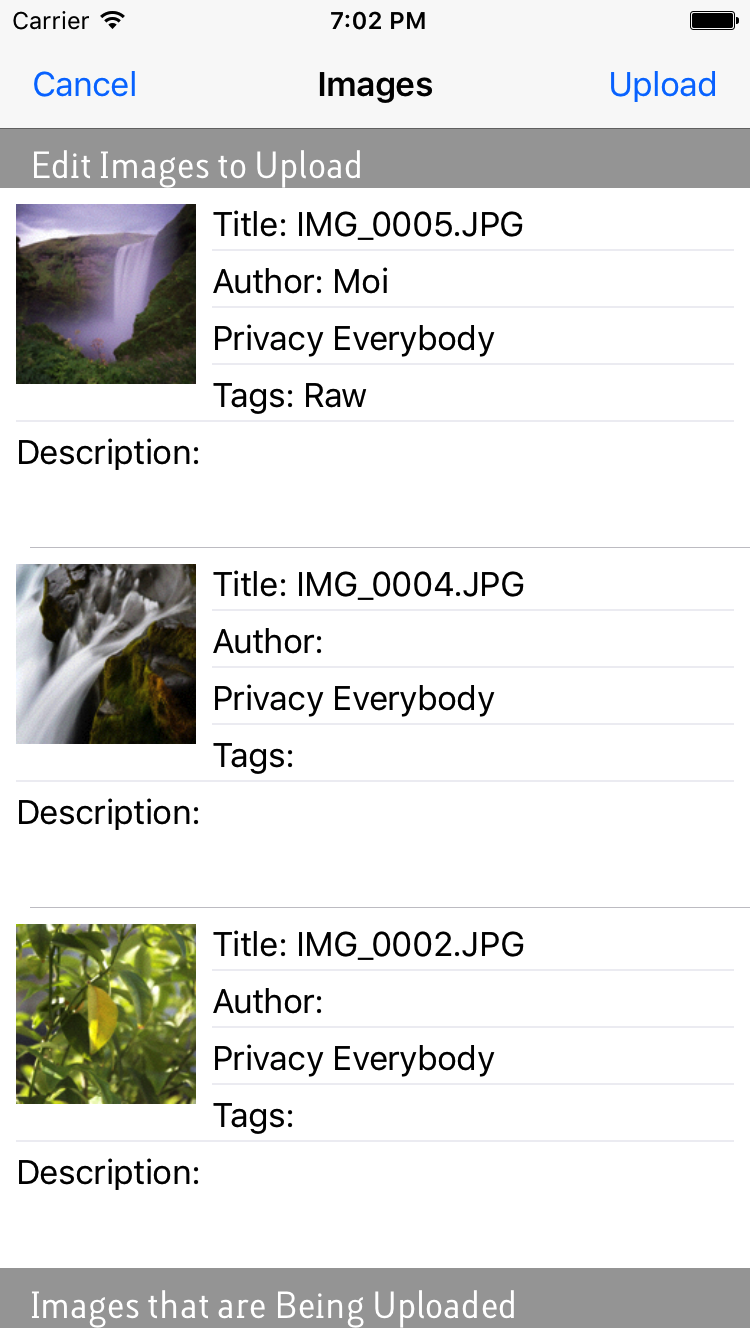 Carrier 7:02 PM
Cancel Images Upload
Edit Images to Upload
Title: IMG_0005.JPG
Author: Moi
Privacy Everybody
Tags: Raw
Description:
Title: IMG_0004.JPG
Author:
Privacy Everybody
Tags:
Description:
Title: IMG_0002.JPG
Author:
Privacy Everybody
Tags:
Description:
Images that are Being Uploaded